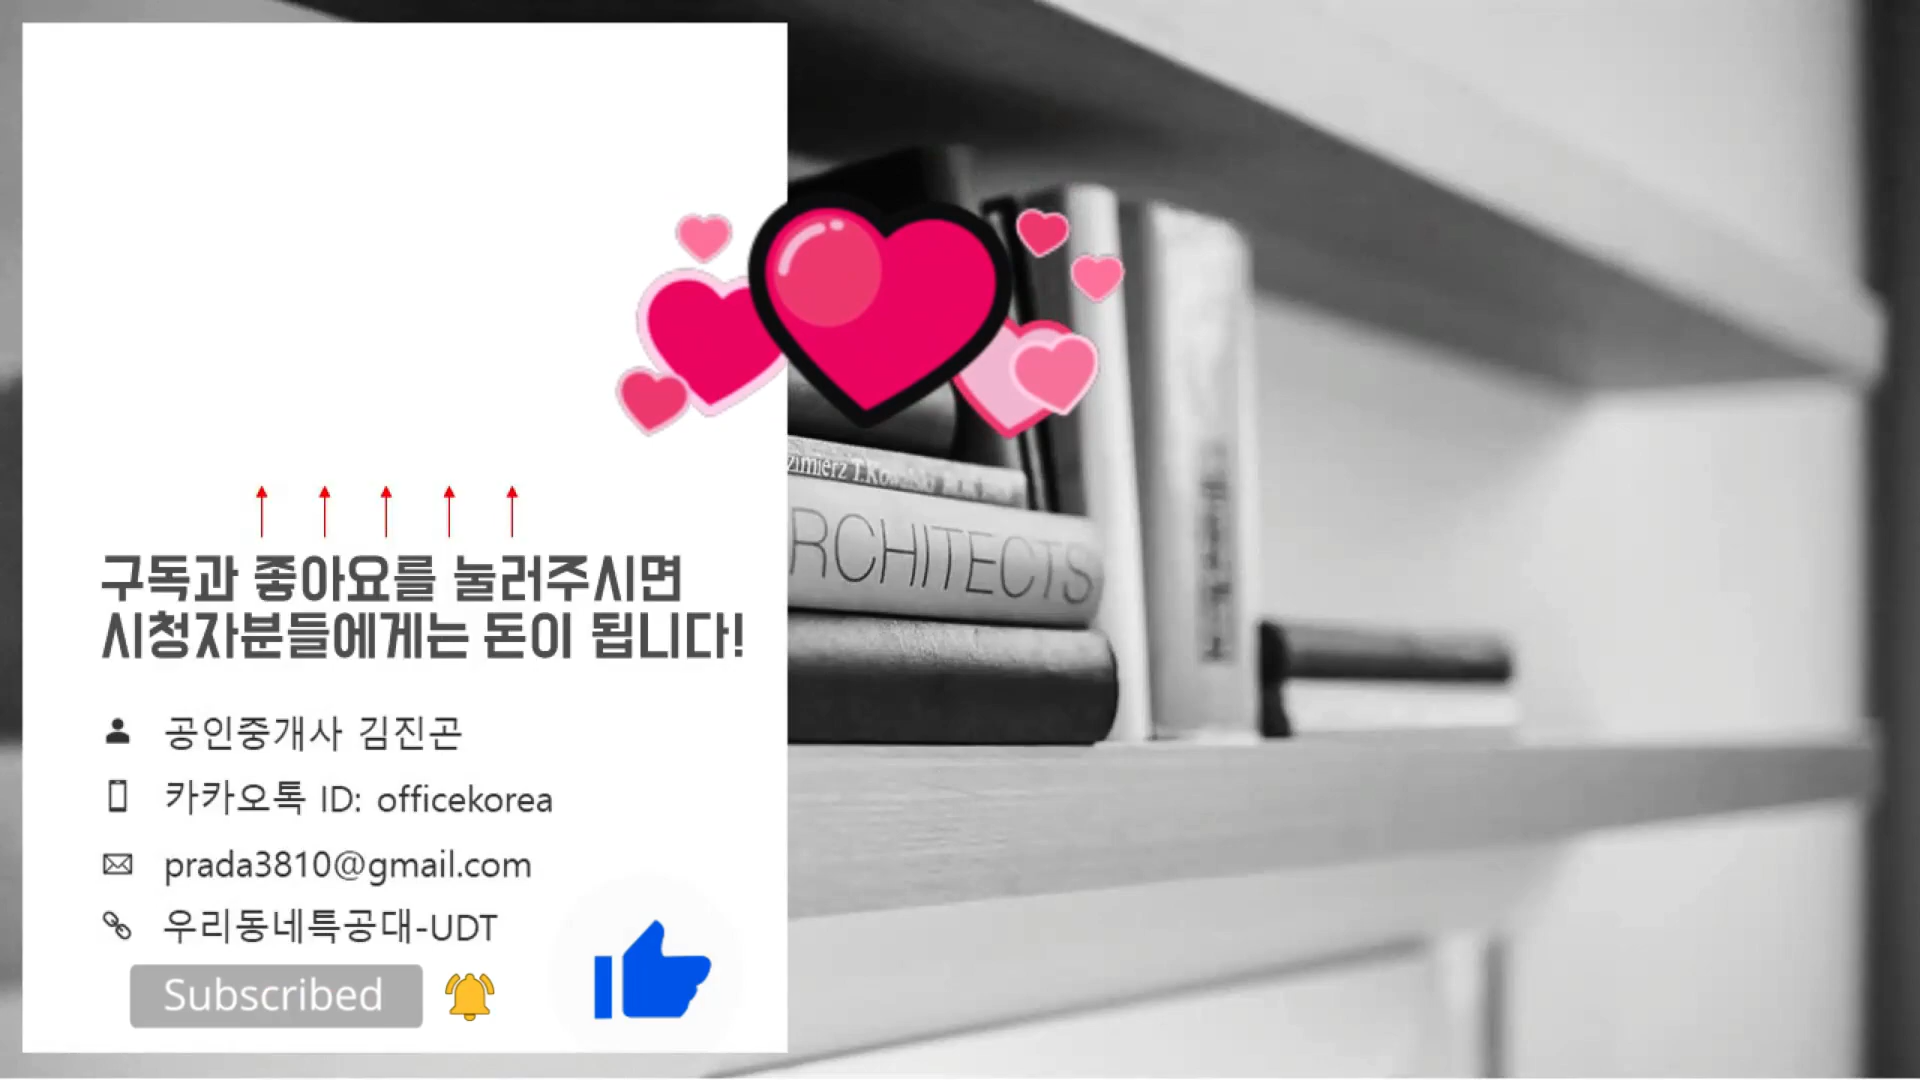 구독과 좋아요를 눌러주시면
시청자분들에게는 돈이 됩니다!
공인중개사 김진곤
카카오톡 ID: officekorea
prada3810@gmail.com
우리동네특공대-UDT
Subscribed
zimierz T.Kowalski
RCHITECTS